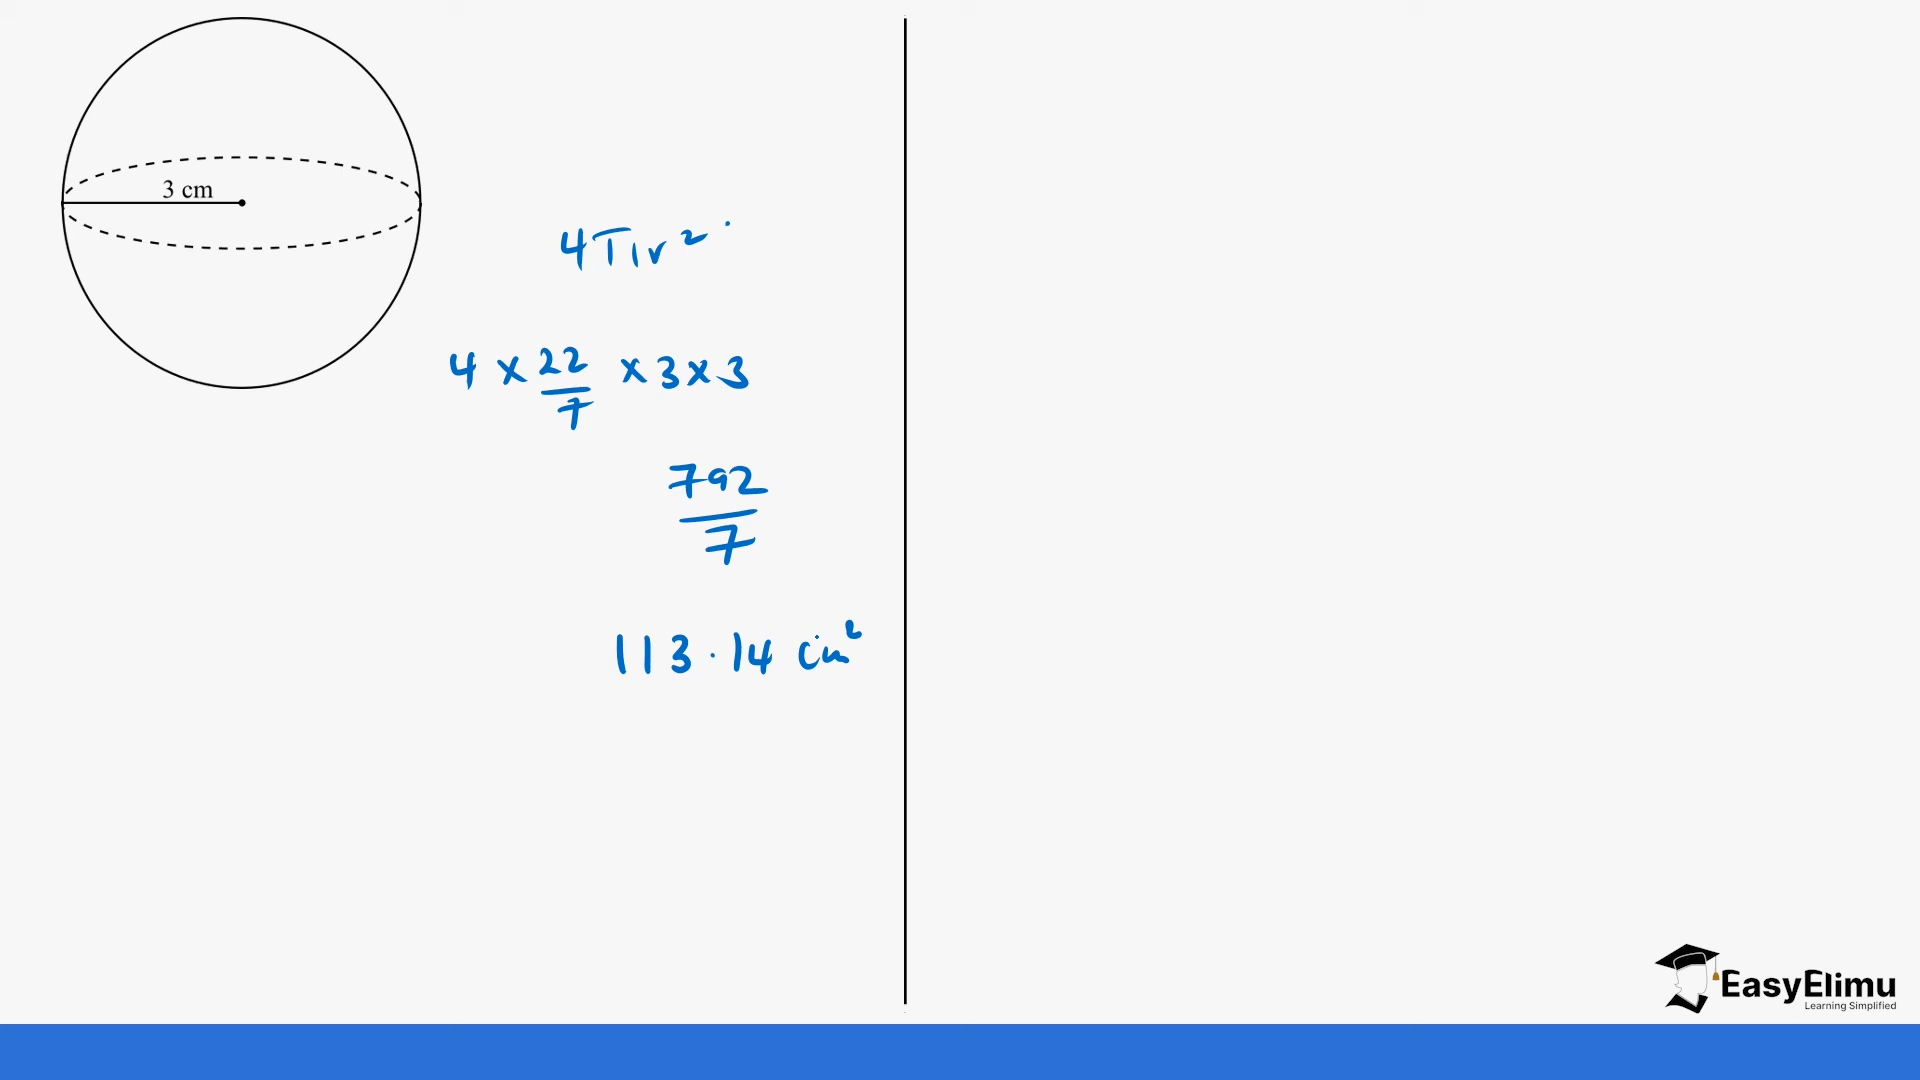 3 cm
4πr²
4 x 22/7 x 3 x 3
792/7
113.14 cm²
EasyElimu
Learning Simplified